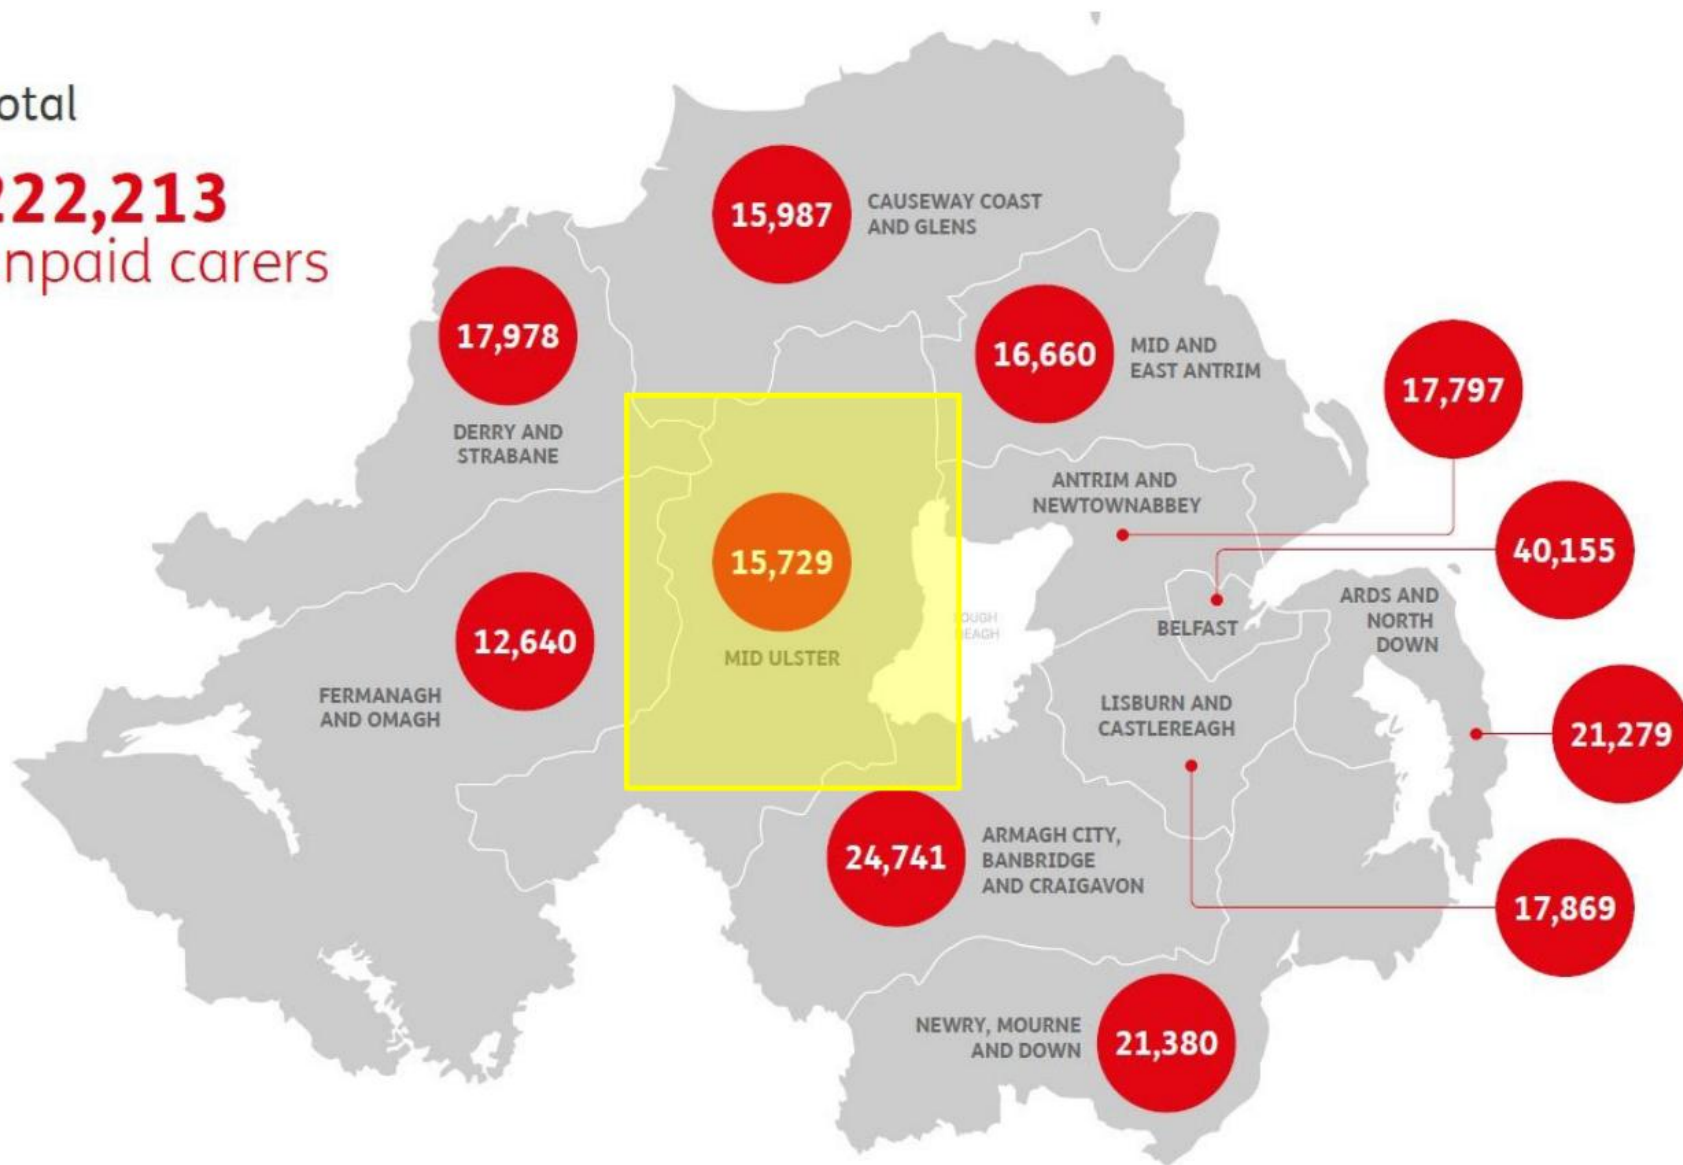 otal
222,213
npaid carers
15,987
CAUSEWAY COAST
AND GLENS
17,978
DERRY AND
STRABANE
16,660
MID AND
EAST ANTRIM
17,797
ANTRIM AND
NEWTOWNABBEY
40,155
15,729
MID ULSTER
12,640
FERMANAGH
AND OMAGH
OUGH
EAGH
BELFAST
ARDS AND
NORTH
DOWN
LISBURN AND
CASTLEREAGH
21,279
24,741
ARMAGH CITY,
BANBRIDGE
AND CRAIGAVON
17,869
NEWRY, MOURNE
AND DOWN
21,380